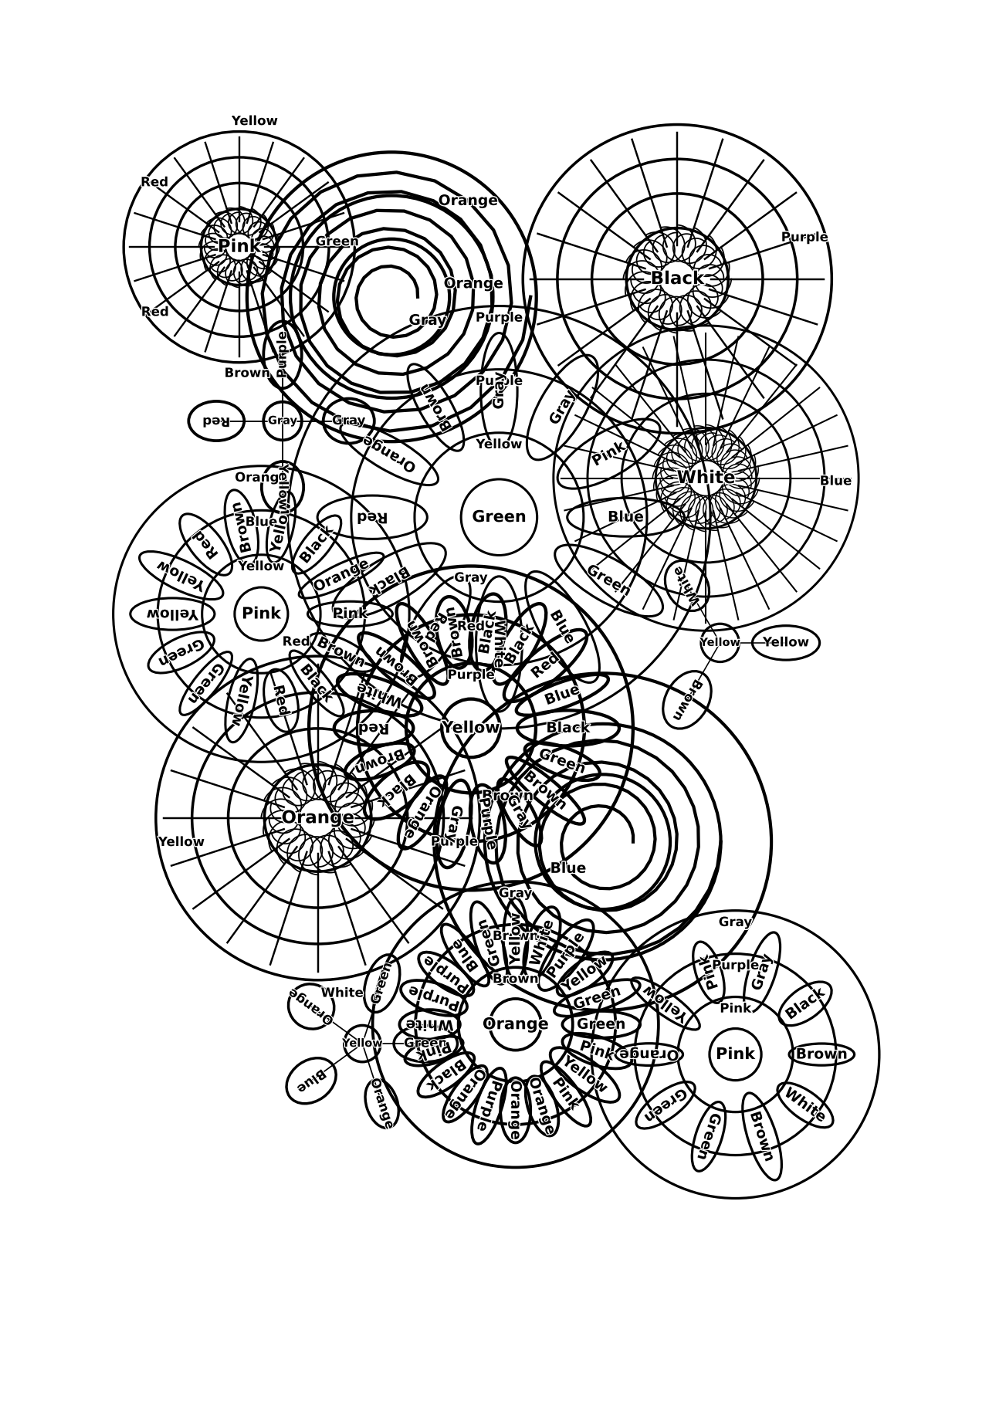 Yellow
Red
Orange
Purple
Green
Pink
Black
Orange
Red
Gray
Purple
Purple
Brown
Purple
Gray
Brown
Gray
Red
Gray
Gray
Yellow
Orange
Pink
Orange
Yellow
White
Blue
Brown
Blue
Yellow
Black
Red
Green
Red
Blue
Yellow
Yellow
Orange
Black
Gray
Green
White
Yellow
Pink
Pink
Brown
Red
Brown
Red
Black
White
Black
Blue
Red
Brown
Yellow
Yellow
Green
Brown
Red
Purple
Green
Yellow
Red
Black
White
Blue
Brown
Red
Yellow
Black
Brown
Green
Black
Brown
Brown
Orange
Gray
Purple
Gray
Orange
Yellow
Purple
Blue
Gray
Green
Yellow
Brown
White
Purple
Gray
Blue
Purple
Yellow
Pink
Purple
Gray
Brown
Green
White
Orange
Purple
Green
Yellow
Pink
Black
White
Orange
Green
Yellow
Green
Pink
Pink
Orange
Pink
Brown
Blue
Black
Yellow
Orange
Orange
Purple
Orange
Orange
Pink
Green
White
Green
Brown